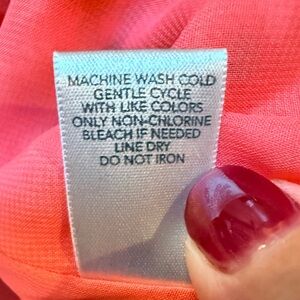 MACHINE WASH COLD
GENTLE CYCLE
WITH LIKE COLORS
ONLY NON-CHLORINE
BLEACH IF NEEDED
LINE DRY
DO NOT IRON